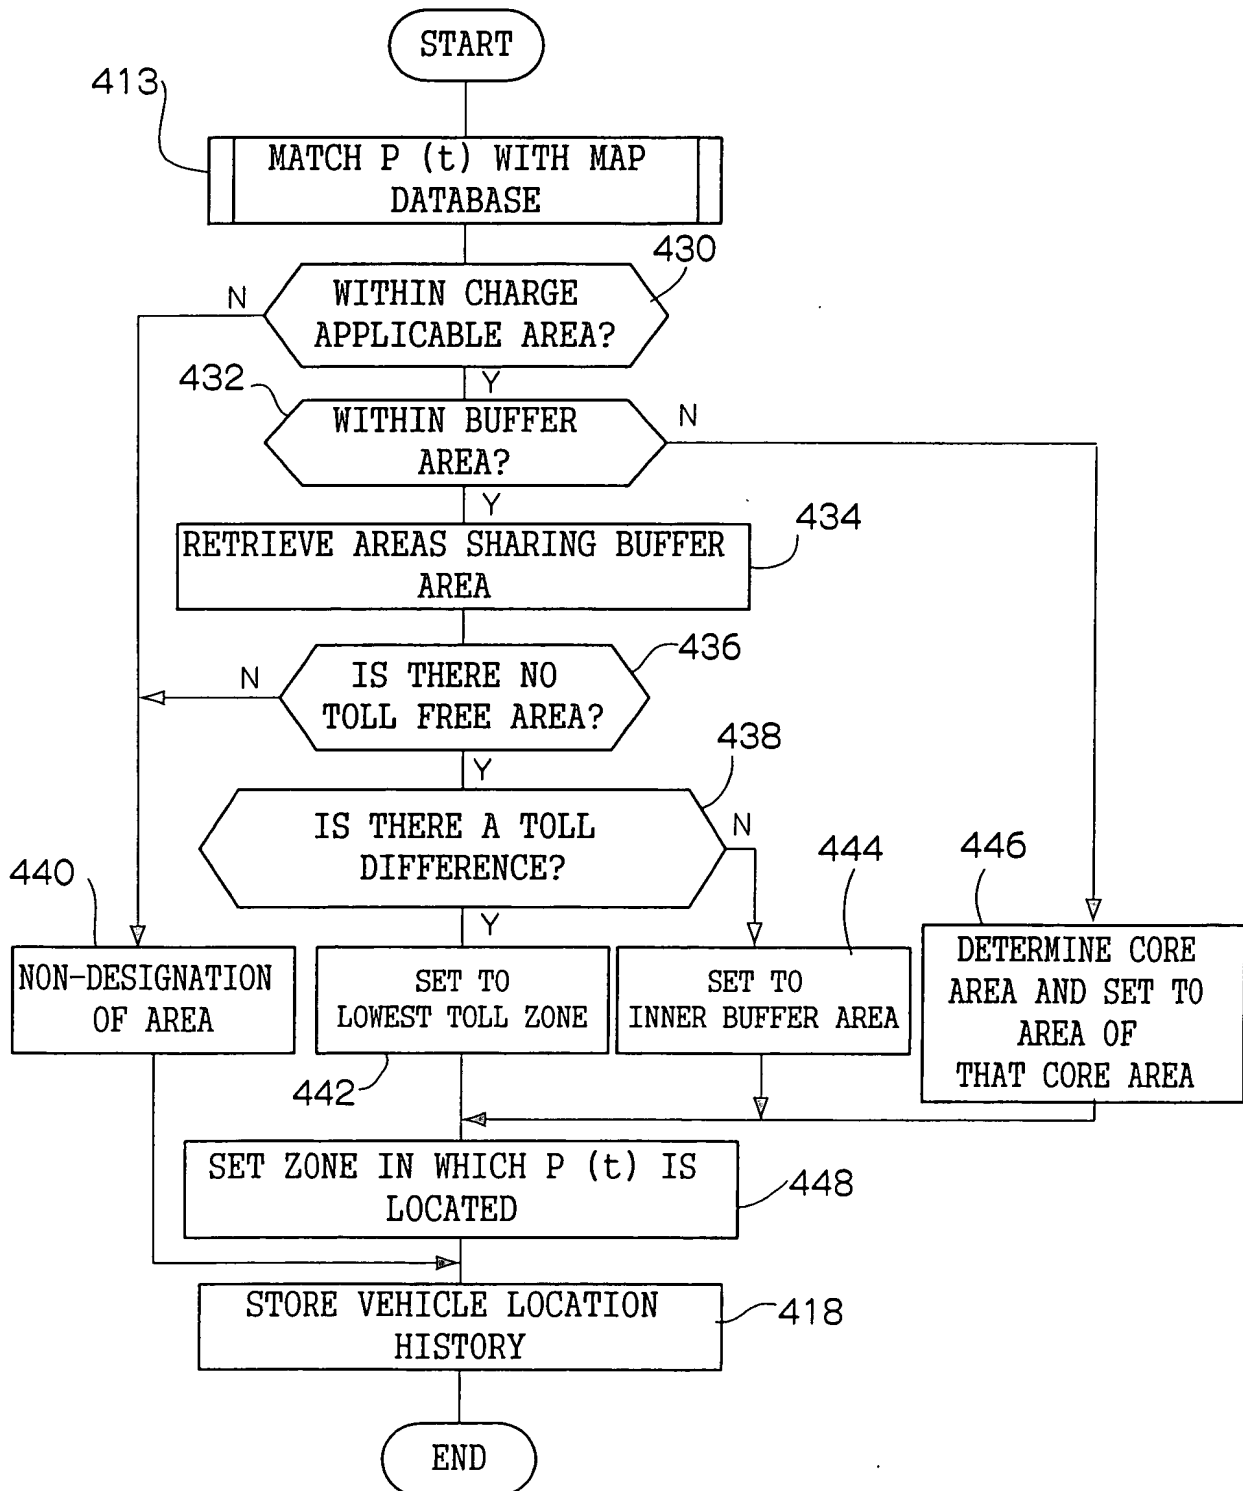 START
413
MATCH P (t) WITH MAP
DATABASE
430
N
WITHIN CHARGE
APPLICABLE AREA?
Y
432
WITHIN BUFFER
AREA?
N
Y
434
RETRIEVE AREAS SHARING BUFFER
AREA
436
N
IS THERE NO
TOLL FREE AREA?
Y
438
IS THERE A TOLL
DIFFERENCE?
N
Y
440
NON-DESIGNATION
OF AREA
SET TO
LOWEST TOLL ZONE
442
444
SET TO
INNER BUFFER AREA
446
DETERMINE CORE
AREA AND SET TO
AREA OF
THAT CORE AREA
SET ZONE IN WHICH P (t) IS
LOCATED
448
STORE VEHICLE LOCATION
HISTORY
418
END